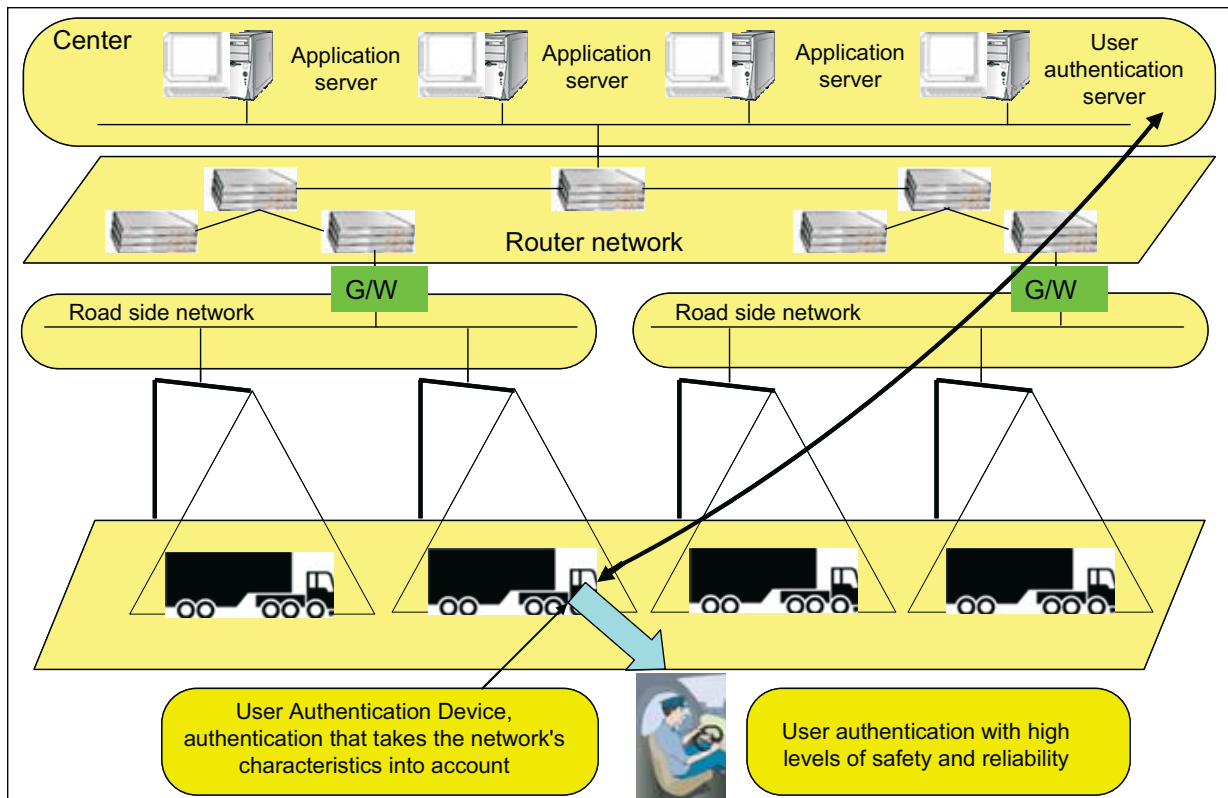 Center
Application
server
Application
server
Application
server
User
authentication
server
Router network
G/W
G/W
Road side network
Road side network
User Authentication Device,
authentication that takes the network's
characteristics into account
User authentication with high
levels of safety and reliability